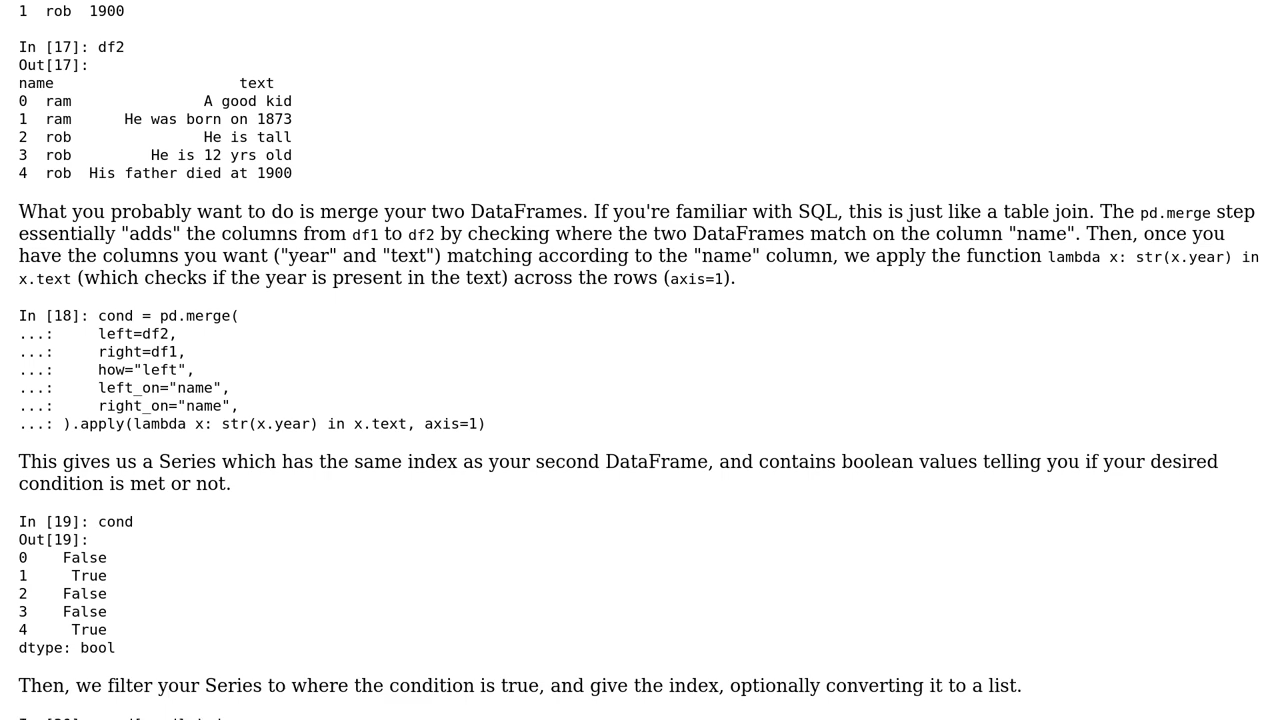 1  rob  1900
In [17]: df2
Out[17]:
name                     text
0  ram               A good kid
1  ram      He was born on 1873
2  rob               He is tall
3  rob         He is 12 yrs old
4  rob  His father died at 1900
What you probably want to do is merge your two DataFrames. If you're familiar with SQL, this is just like a table join. The pd.merge step
essentially "adds" the columns from df1 to df2 by checking where the two DataFrames match on the column "name". Then, once you
have the columns you want ("year" and "text") matching according to the "name" column, we apply the function lambda x: str(x.year) in
x.text (which checks if the year is present in the text) across the rows (axis=1).
In [18]: cond = pd.merge(
...:     left=df2,
...:     right=df1,
...:     how="left",
...:     left_on="name",
...:     right_on="name",
...: ).apply(lambda x: str(x.year) in x.text, axis=1)
This gives us a Series which has the same index as your second DataFrame, and contains boolean values telling you if your desired
condition is met or not.
In [19]: cond
Out[19]:
0    False
1     True
2    False
3    False
4     True
dtype: bool
Then, we filter your Series to where the condition is true, and give the index, optionally converting it to a list.